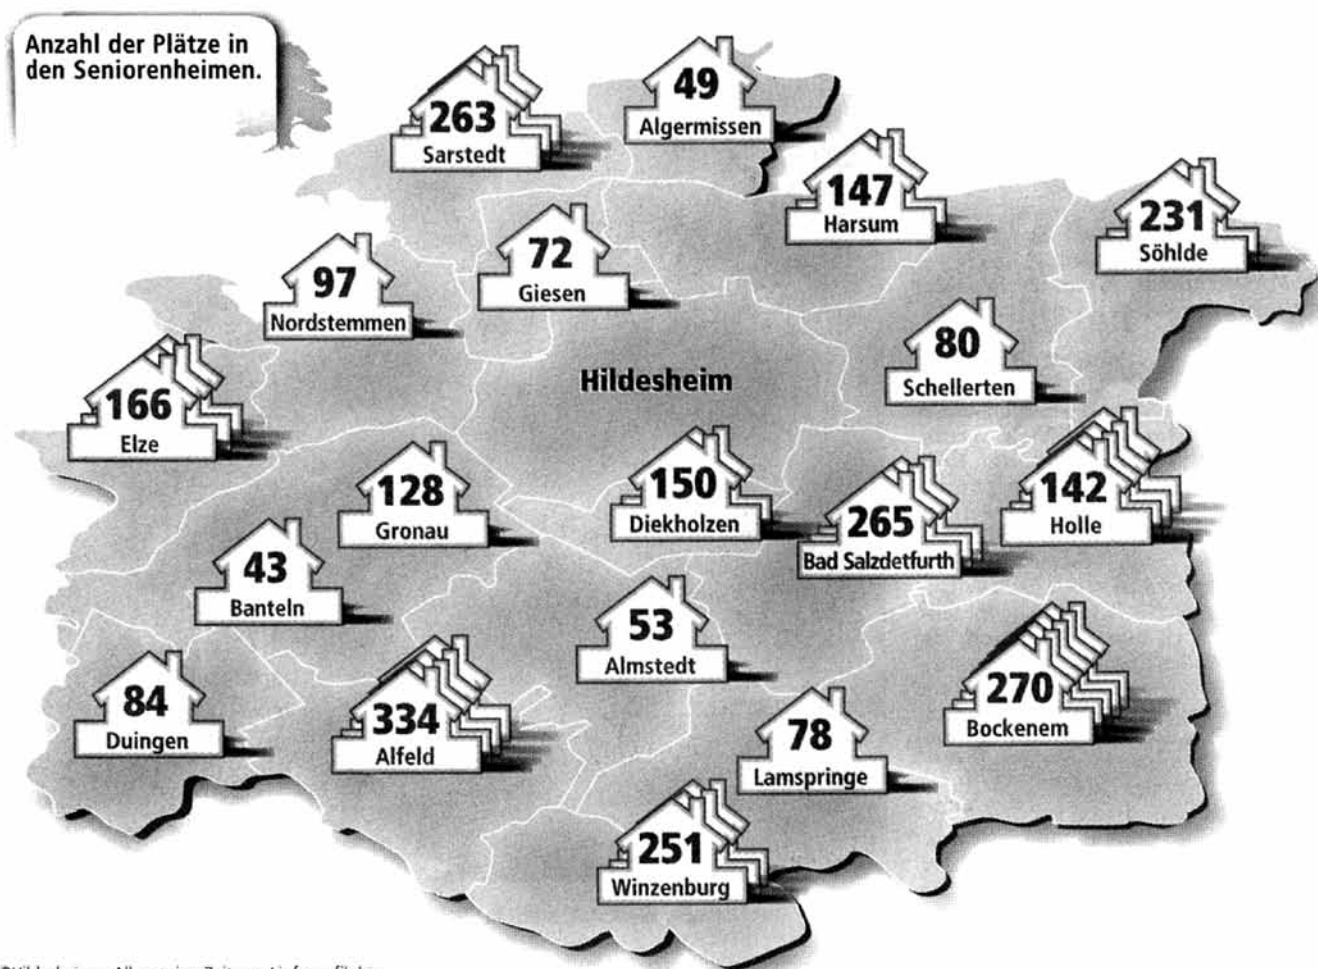 Anzahl der Plätze in
den Seniorenheimen.
263
Sarstedt
49
Algermissen
147
Harsum
231
Söhlde
72
Giesen
97
Nordstemmen
80
Schellerten
Hildesheim
166
Elze
128
Gronau
150
Diekholzen
265
Bad Salzdetfurth
142
Holle
43
Banteln
53
Almstedt
84
Duingen
334
Alfeld
270
Bockenem
78
Lamspringe
251
Winzenburg